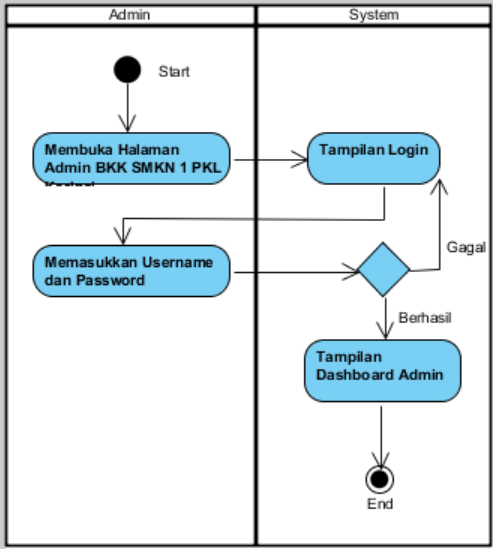 Admin
System
Start
Membuka Halaman
Admin BKK SMKN 1 PKL
Tampilan Login
Memasukkan Username
dan Password
Gagal
Berhasil
Tampilan
Dashboard Admin
End